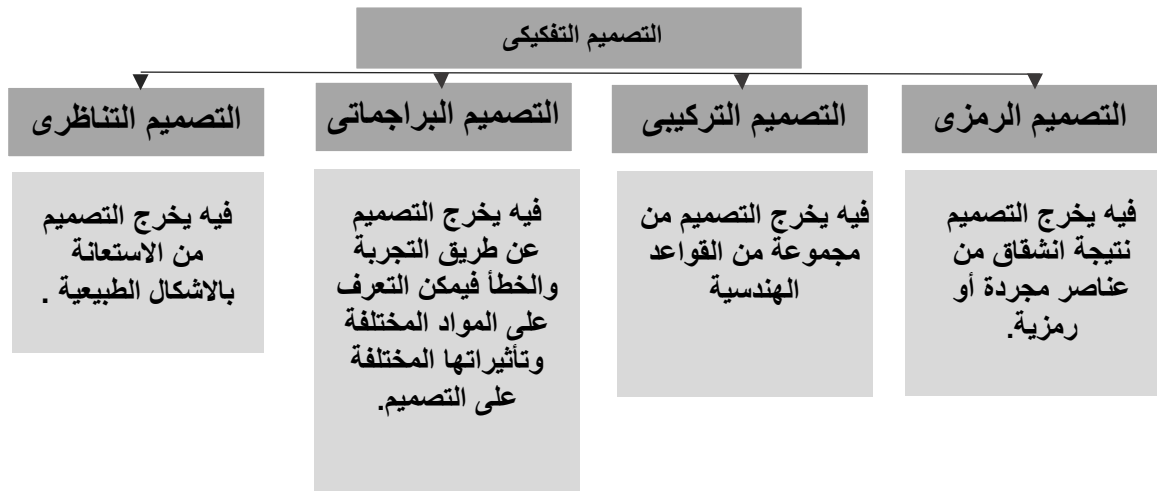 التصميم التفكيكى
التصميم الرمزى
فيه يخرج التصميم
نتيجة انشقاق من
عناصر مجردة أو
رمزية.
التصميم التركيبى
فيه يخرج التصميم من
مجموعة من القواعد
الهندسية
التصميم البراجماتى
فيه يخرج التصميم
عن طريق التجربة
والخطأ فيمكن التعرف
على المواد المختلفة
وتأثيراتها المختلفة
على التصميم.
التصميم التناظرى
فيه يخرج التصميم
من الاستعانة
بالاشكال الطبيعية .